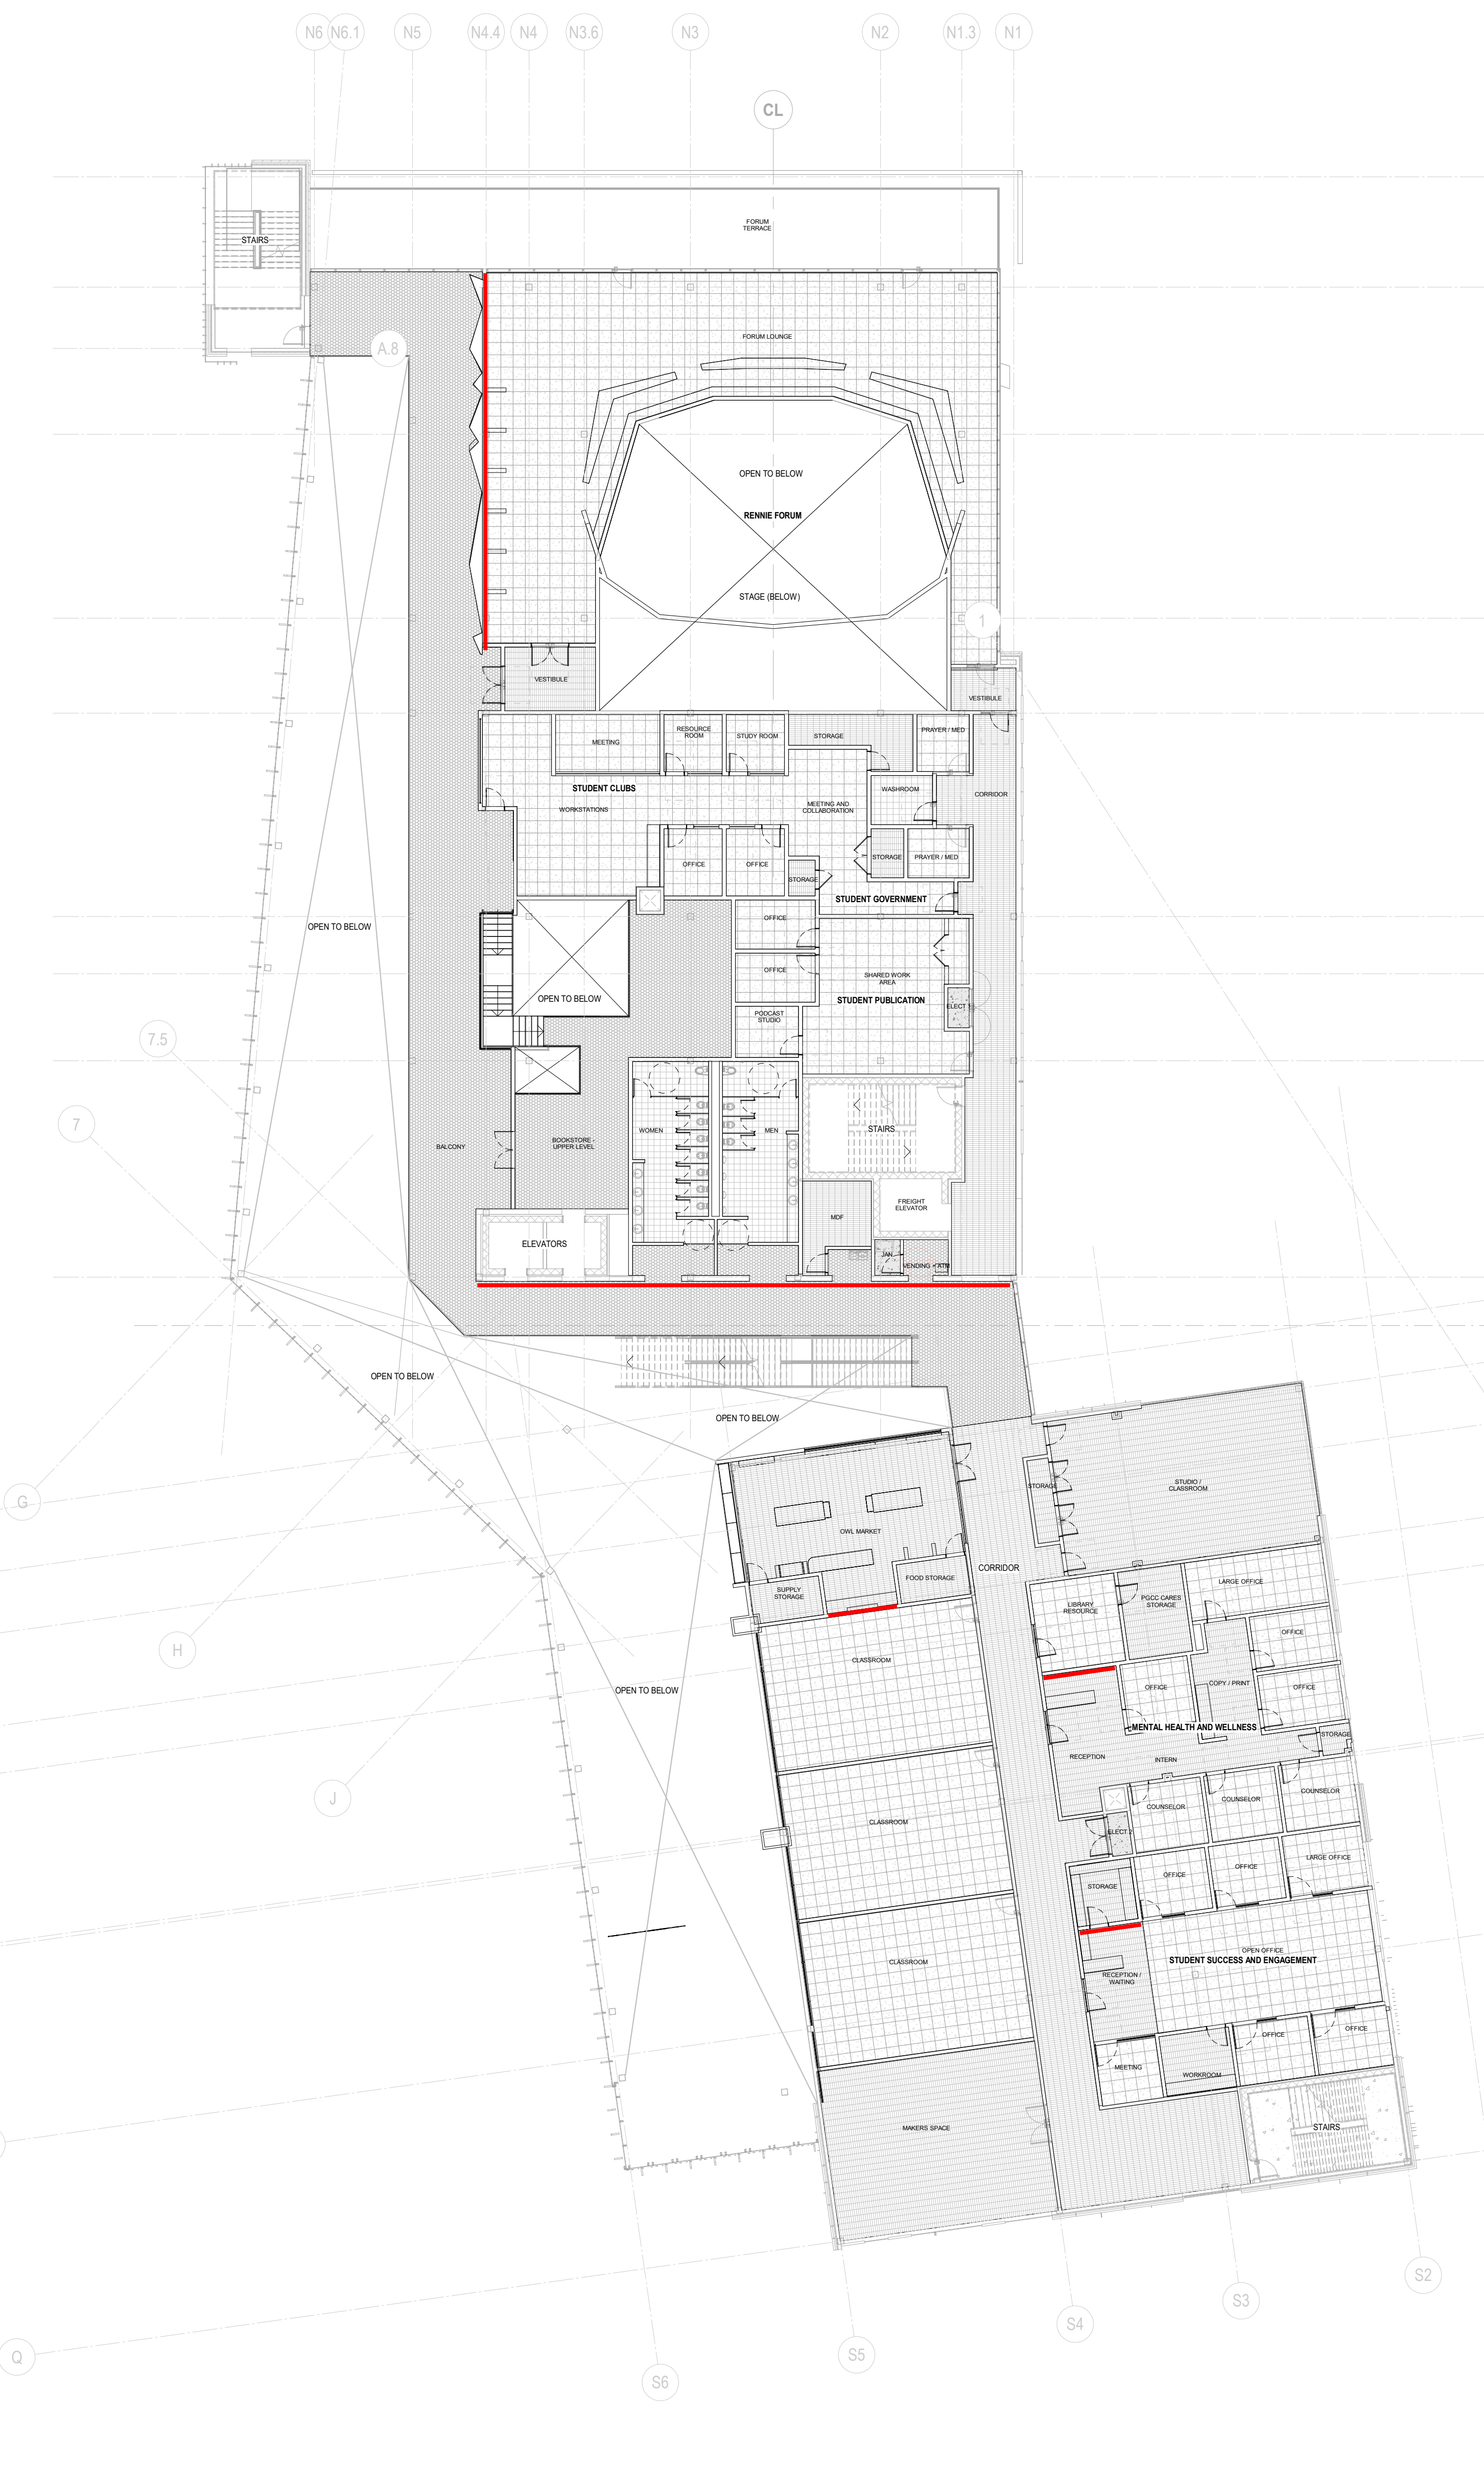 N6
N6.1
N5
N4.4
N4
N3.6
N3
N2
N1.3
N1
CL
FORUM
TERRACE
STAIRS
FORUM LOUNGE
A.8
OPEN TO BELOW
RENNIE FORUM
STAGE (BELOW)
1
VESTIBULE
VESTIBULE
MEETING
RESOURCE
ROOM
STUDY ROOM
STORAGE
PRAYER / MED
STUDENT CLUBS
WORKSTATIONS
MEETING AND
COLLABORATION
WASHROOM
CORRIDOR
OFFICE
OFFICE
STORAGE
STORAGE
PRAYER / MED
STUDENT GOVERNMENT
OPEN TO BELOW
OFFICE
OFFICE
SHARED WORK
AREA
STUDENT PUBLICATION
OPEN TO BELOW
PODCAST
STUDIO
ELECT 1
7.5
7
BALCONY
BOOKSTORE -
UPPER LEVEL
WOMEN
MEN
STAIRS
FREIGHT
ELEVATOR
MDF
ELEVATORS
JAN
VENDING + ATM
OPEN TO BELOW
OPEN TO BELOW
G
STORAGE
STUDIO /
CLASSROOM
OWL MARKET
CORRIDOR
SUPPLY
STORAGE
FOOD STORAGE
LARGE OFFICE
LIBRARY
RESOURCE
PGCC CARES
STORAGE
OFFICE
H
CLASSROOM
OPEN TO BELOW
OFFICE
COPY / PRINT
OFFICE
MENTAL HEALTH AND WELLNESS
STORAGE
RECEPTION
INTERN
J
COUNSELOR
COUNSELOR
COUNSELOR
CLASSROOM
ELECT 2
LARGE OFFICE
OFFICE
OFFICE
STORAGE
OPEN OFFICE
STUDENT SUCCESS AND ENGAGEMENT
CLASSROOM
RECEPTION /
WAITING
OFFICE
OFFICE
MEETING
WORKROOM
MAKERS SPACE
STAIRS
S2
S3
S4
S5
Q
S6